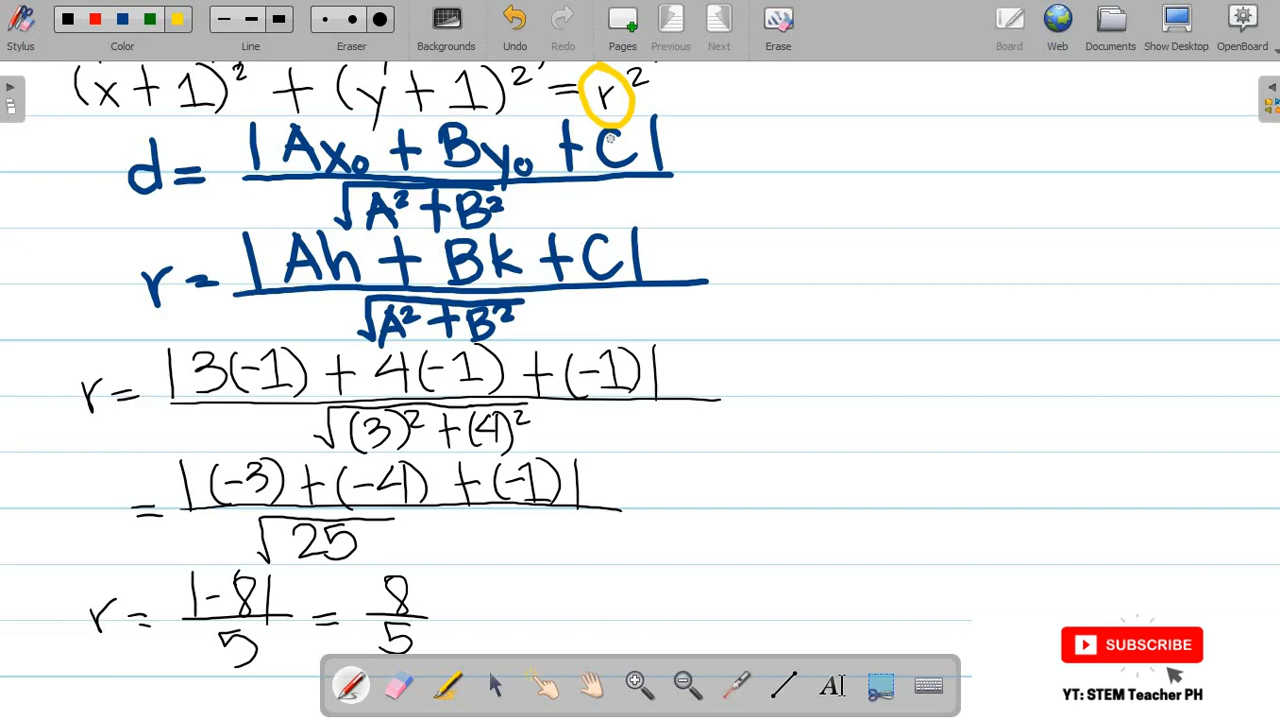 Stylus Color Line Eraser Backgrounds Undo Redo Pages Previous Next Erase Board Web Documents Show Desktop OpenBoard
(x + 1)² + (y + 1)² = r²
d = |Ax₀ + By₀ + C| / √A² + B²
r = |Ah + Bk + C| / √A² + B²
r = |3(-1) + 4(-1) + (-1)| / √(3)² + (4)²
= |(-3) + (-4) + (-1)| / √25
r = |-8| / 5 = 8 / 5
SUBSCRIBE
YT: STEM Teacher PH